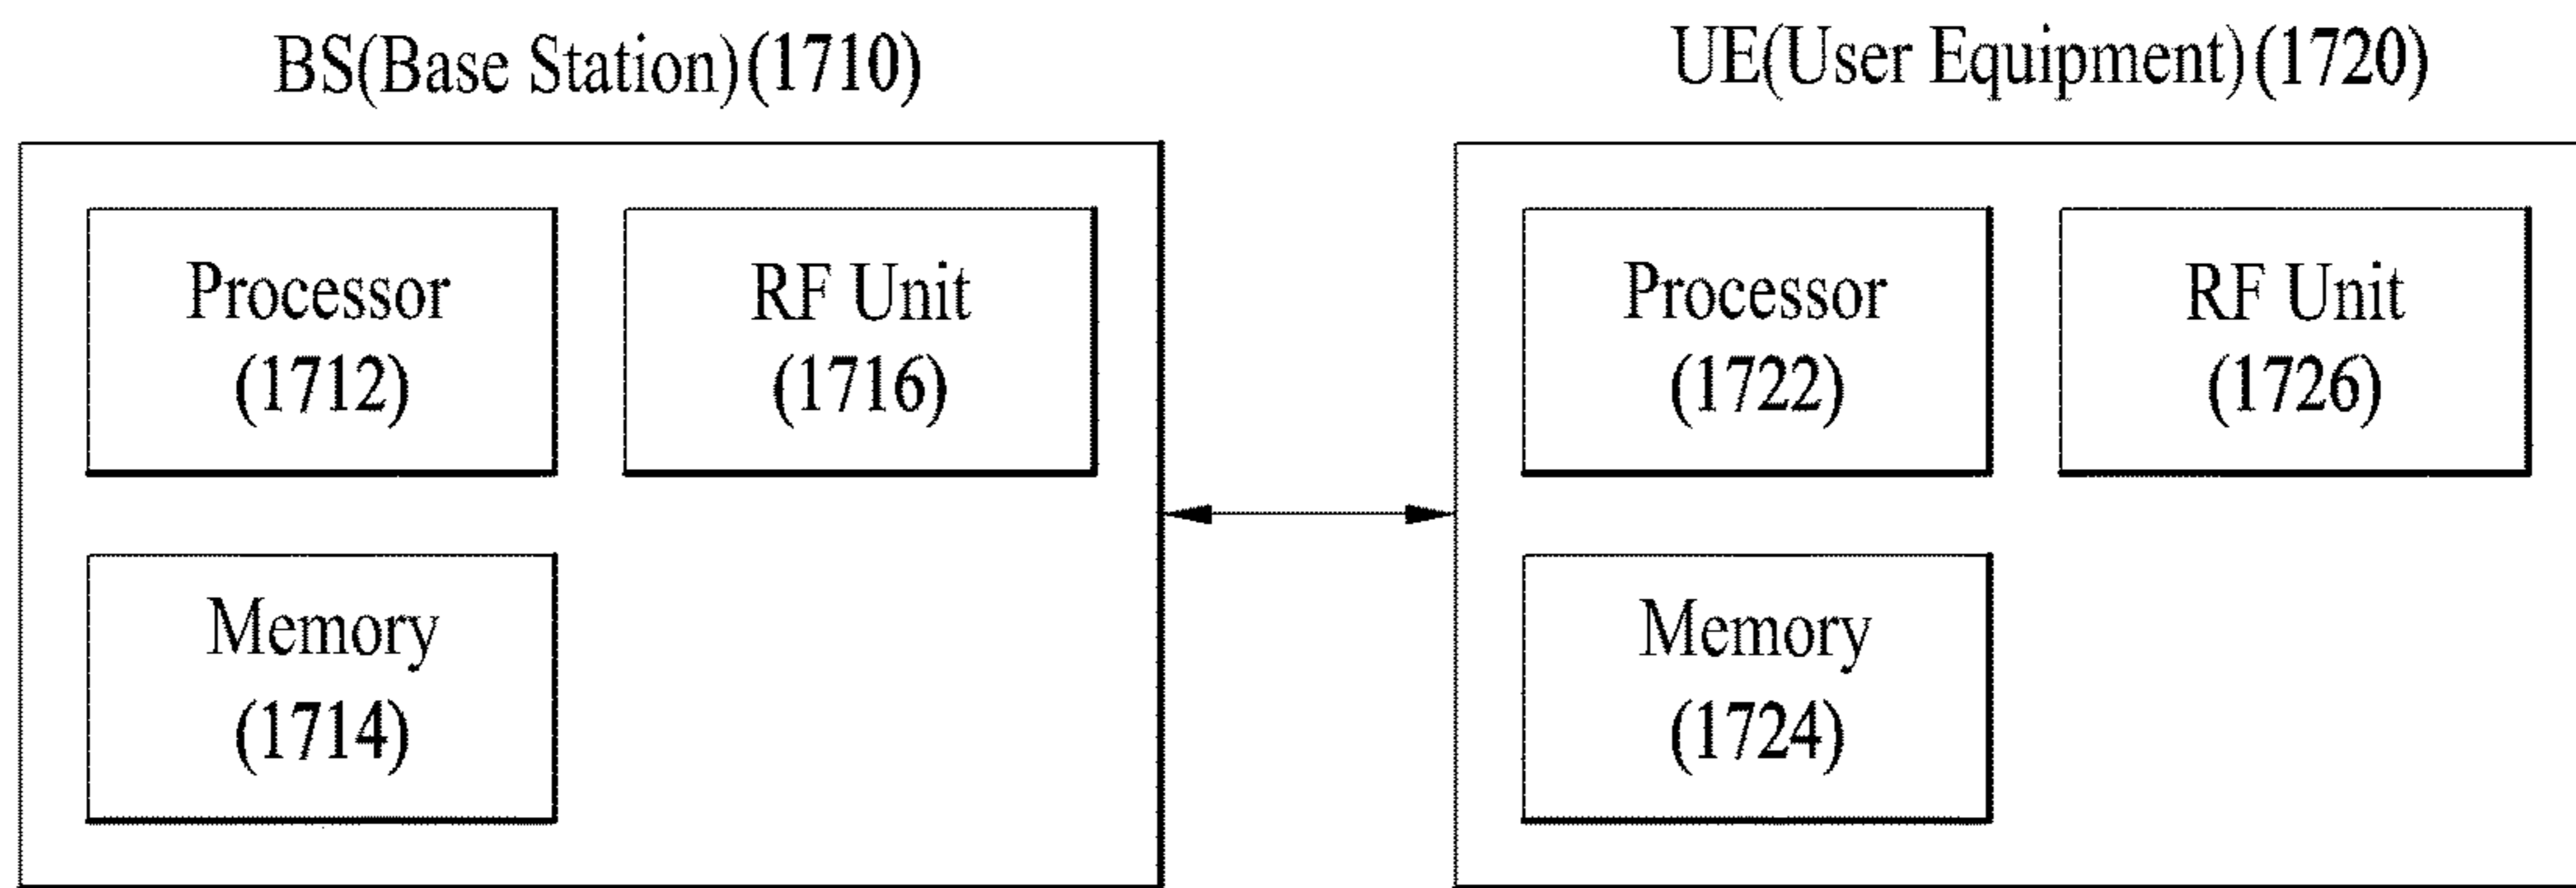 BS(Base Station)(1710)
UE(User Equipment)(1720)
Processor
(1712)
RF Unit
(1716)
Memory
(1714)
Processor
(1722)
RF Unit
(1726)
Memory
(1724)